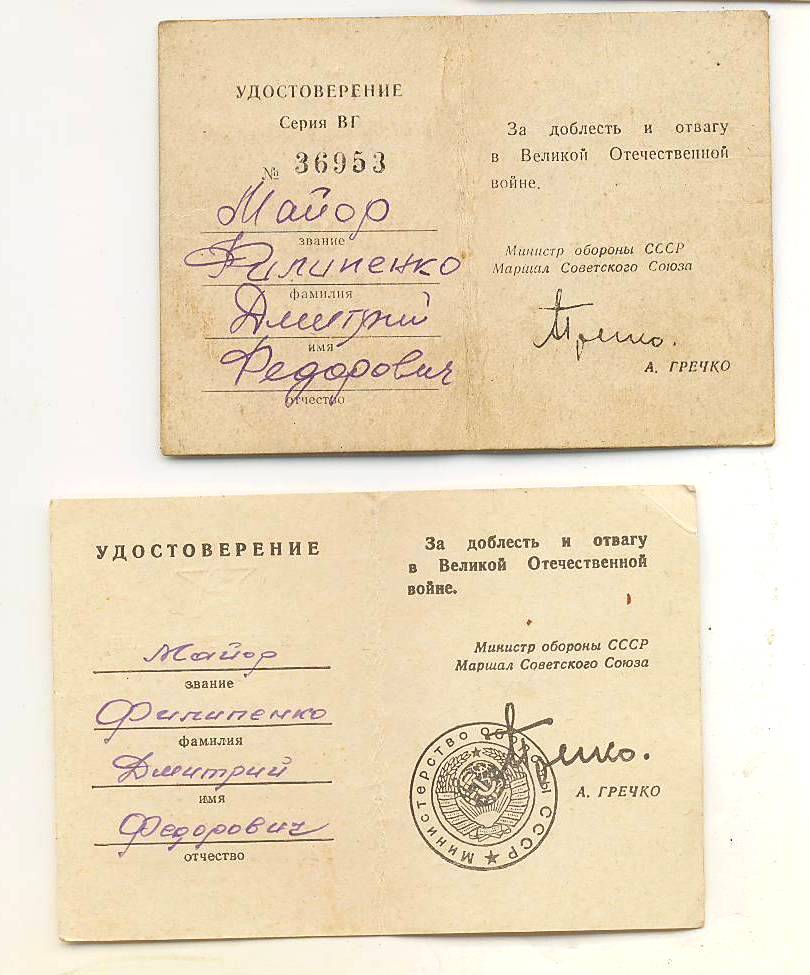 УДОСТОВЕРЕНИЕ
Серия ВГ
№ 36953
Майор
звание
Филипенко
фамилия
Дмитрий
имя
Федорович
отчество
За доблесть и отвагу
в Великой Отечественной
войне.
Министр обороны СССР
Маршал Советского Союза
Гречко.
А. ГРЕЧКО
УДОСТОВЕРЕНИЕ
Майор
звание
Филипенко
фамилия
Дмитрий
имя
Федорович
отчество
За доблесть и отвагу
в Великой Отечественной
войне.
Министр обороны СССР
Маршал Советского Союза
Гречко.
А. ГРЕЧКО
Министерство обороны СССР